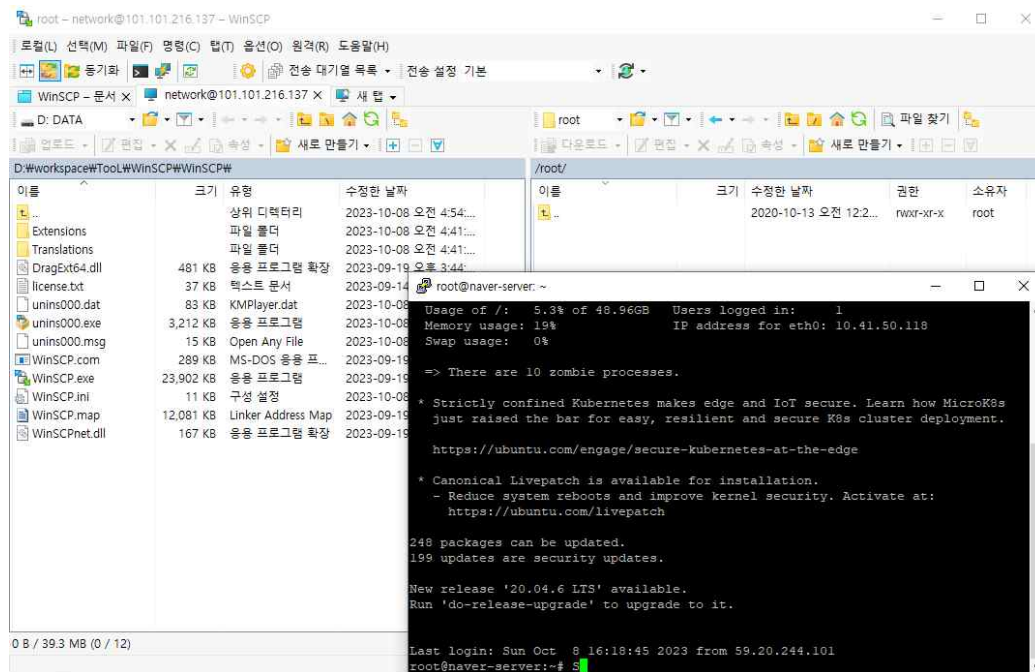 root – network@101.101.216.137 – WinSCP
로컬(L) 선택(M) 파일(F) 명령(C) 탭(T) 옵션(O) 원격(R) 도움말(H)
동기화 전송 대기열 목록 전송 설정 기본
WinSCP – 문서 X network@101.101.216.137 X 새 탭
D: DATA
업로드 편집 속성 새로 만들기
D:₩workspace₩TooL₩WinSCP₩WinSCP₩
이름 크기 유형 수정한 날짜
.. 상위 디렉터리 2023-10-08 오전 4:54:...
Extensions 파일 폴더 2023-10-08 오전 4:41:...
Translations 파일 폴더 2023-10-08 오전 4:41:...
DragExt64.dll 481 KB 응용 프로그램 확장 2023-09-19 오후 3:44:
license.txt 37 KB 텍스트 문서 2023-09-14
unins000.dat 83 KB KMPlayer.dat 2023-10-08
unins000.exe 3,212 KB 응용 프로그램 2023-10-08
unins000.msg 15 KB Open Any File 2023-10-08
WinSCP.com 289 KB MS-DOS 응용 프... 2023-09-19
WinSCP.exe 23,902 KB 응용 프로그램 2023-09-19
WinSCP.ini 11 KB 구성 설정 2023-10-08
WinSCP.map 12,081 KB Linker Address Map 2023-09-19
WinSCPnet.dll 167 KB 응용 프로그램 확장 2023-09-19
0 B / 39.3 MB (0 / 12)
root 파일 찾기
다운로드 편집 속성 새로 만들기
/root/
이름 크기 수정한 날짜 권한 소유자
.. 2020-10-13 오전 12:2... rwxr-xr-x root
root@naver-server: ~
Usage of /: 5.3% of 48.96GB Users logged in: 1
Memory usage: 19% IP address for eth0: 10.41.50.118
Swap usage: 0%
=> There are 10 zombie processes.
* Strictly confined Kubernetes makes edge and IoT secure. Learn how MicroK8s
just raised the bar for easy, resilient and secure K8s cluster deployment.
https://ubuntu.com/engage/secure-kubernetes-at-the-edge
* Canonical Livepatch is available for installation.
- Reduce system reboots and improve kernel security. Activate at:
https://ubuntu.com/livepatch
248 packages can be updated.
199 updates are security updates.
New release '20.04.6 LTS' available.
Run 'do-release-upgrade' to upgrade to it.
Last login: Sun Oct 8 16:18:45 2023 from 59.20.244.101
root@naver-server:~# S